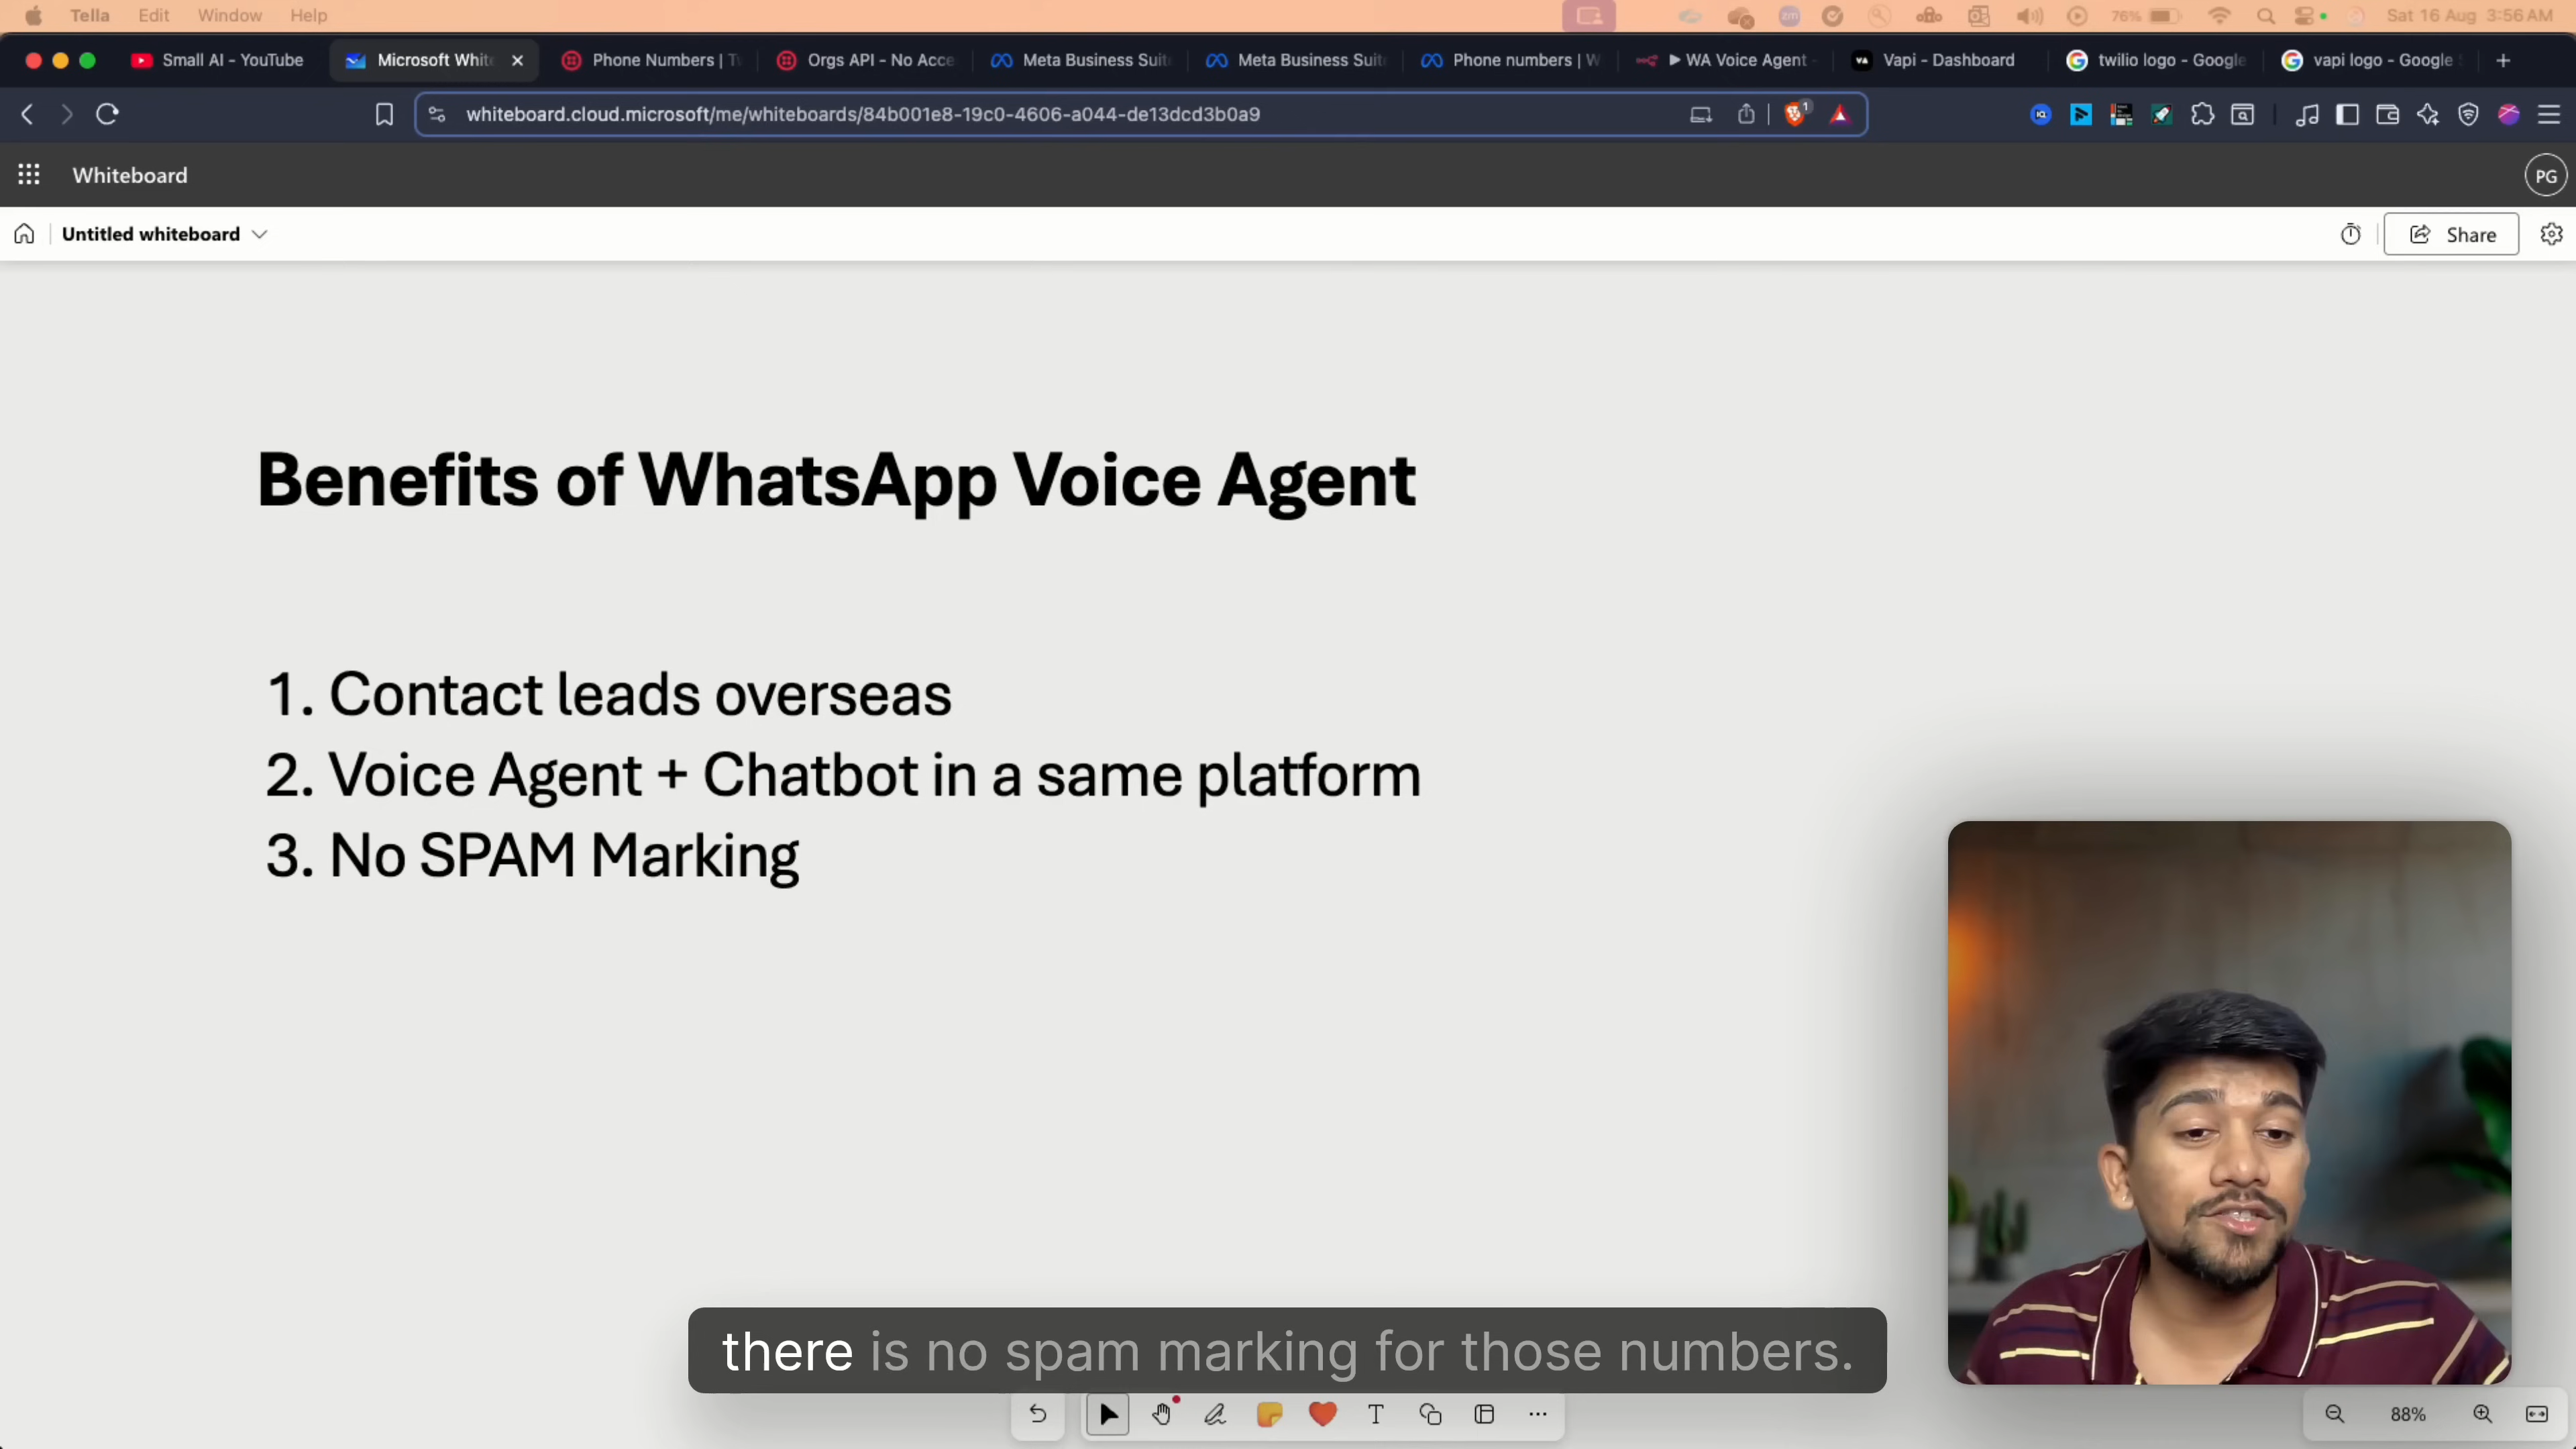 Tella Edit Window Help 76% Sat 16 Aug 3:56 AM
Small AI - YouTube Microsoft Whit Phone Numbers | Tw Orgs API - No Acce Meta Business Suit Meta Business Suit Phone numbers | W WA Voice Agent - Vapi - Dashboard twilio logo - Google vapi logo - Google S
whiteboard.cloud.microsoft/me/whiteboards/84b001e8-19c0-4606-a044-de13dcd3b0a9 1
Whiteboard PG
Untitled whiteboard Share
Benefits of WhatsApp Voice Agent
1. Contact leads overseas
2. Voice Agent + Chatbot in a same platform
3. No SPAM Marking
there is no spam marking for those numbers.
88%